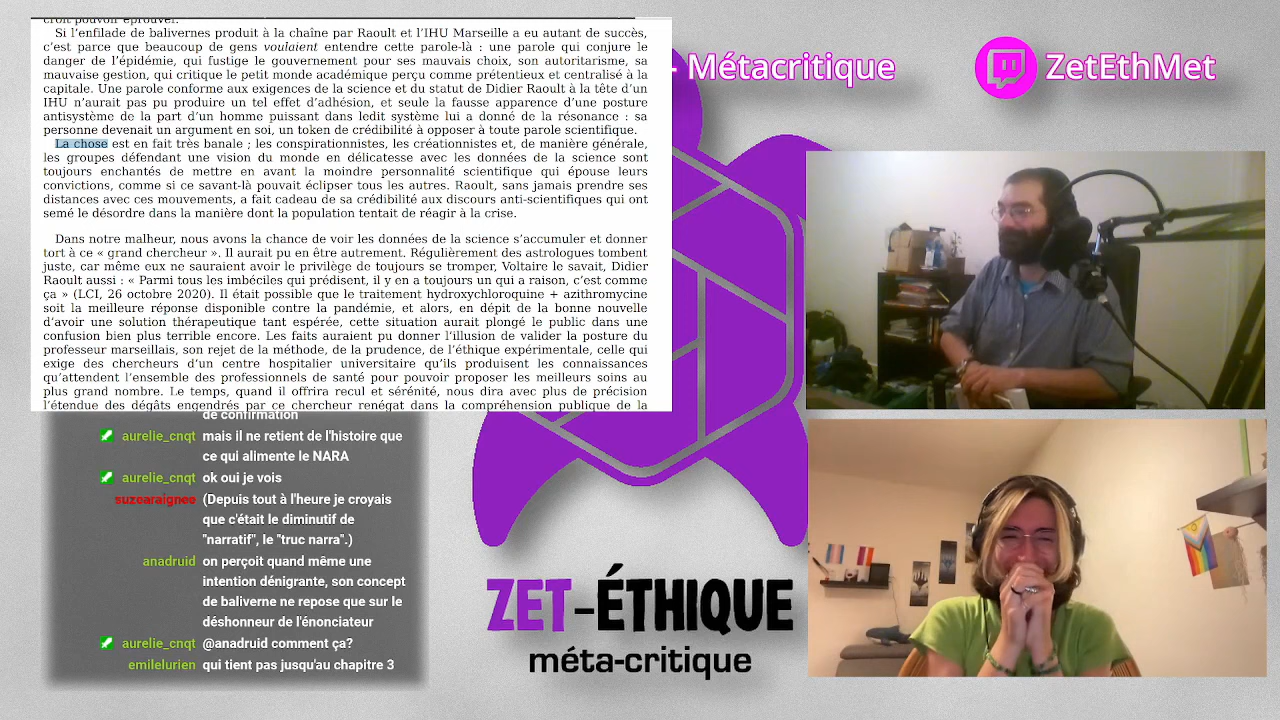 croit pouvoir éprouver.
Si l’enfilade de balivernes produit à la chaîne par Raoult et l’IHU Marseille a eu autant de succès,
c’est parce que beaucoup de gens voulaient entendre cette parole-là : une parole qui conjure le
danger de l’épidémie, qui fustige le gouvernement pour ses mauvais choix, son autoritarisme, sa
mauvaise gestion, qui critique le petit monde académique perçu comme prétentieux et centralisé à la
capitale. Une parole conforme aux exigences de la science et du statut de Didier Raoult à la tête d’un
IHU n’aurait pas pu produire un tel effet d’adhésion, et seule la fausse apparence d’une posture
antisystème de la part d’un homme puissant dans ledit système lui a donné de la résonance : sa
personne devenait un argument en soi, un token de crédibilité à opposer à toute parole scientifique.
La chose est en fait très banale ; les conspirationnistes, les créationnistes et, de manière générale,
les groupes défendant une vision du monde en délicatesse avec les données de la science sont
toujours enchantés de mettre en avant la moindre personnalité scientifique qui épouse leurs
convictions, comme si ce savant-là pouvait éclipser tous les autres. Raoult, sans jamais prendre ses
distances avec ces mouvements, a fait cadeau de sa crédibilité aux discours anti-scientifiques qui ont
semé le désordre dans la manière dont la population tentait de réagir à la crise.
Dans notre malheur, nous avons la chance de voir les données de la science s’accumuler et donner
tort à ce « grand chercheur ». Il aurait pu en être autrement. Régulièrement des astrologues tombent
juste, car même eux ne sauraient avoir le privilège de toujours se tromper, Voltaire le savait, Didier
Raoult aussi : « Parmi tous les imbéciles qui prédisent, il y en a toujours un qui a raison, c’est comme
ça » (LCI, 26 octobre 2020). Il était possible que le traitement hydroxychloroquine + azithromycine
soit la meilleure réponse disponible contre la pandémie, et alors, en dépit de la bonne nouvelle
d’avoir une solution thérapeutique tant espérée, cette situation aurait plongé le public dans une
confusion bien plus terrible encore. Les faits auraient pu donner l’illusion de valider la posture du
professeur marseillais, son rejet de la méthode, de la prudence, de l’éthique expérimentale, celle qui
exige des chercheurs d’un centre hospitalier universitaire qu’ils produisent les connaissances
qu’attendent l’ensemble des professionnels de santé pour pouvoir proposer les meilleurs soins au
plus grand nombre. Le temps, quand il offrira recul et sérénité, nous dira avec plus de précision
l’étendue des dégâts engendrés par ce chercheur renégat dans la compréhension publique de la
- Métacritique
ZetEthMet
de confirmation
aurelie_cnqt mais il ne retient de l'histoire que
ce qui alimente le NARA
aurelie_cnqt ok oui je vois
suzearaignee (Depuis tout à l'heure je croyais
que c'était le diminutif de
"narratif", le "truc narra".)
anadruid on perçoit quand même une
intention dénigrante, son concept
de baliverne ne repose que sur le
déshonneur de l'énonciateur
aurelie_cnqt @anadruid comment ça?
emilelurien qui tient pas jusqu'au chapitre 3
ZET-ÉTHIQUE
méta-critique